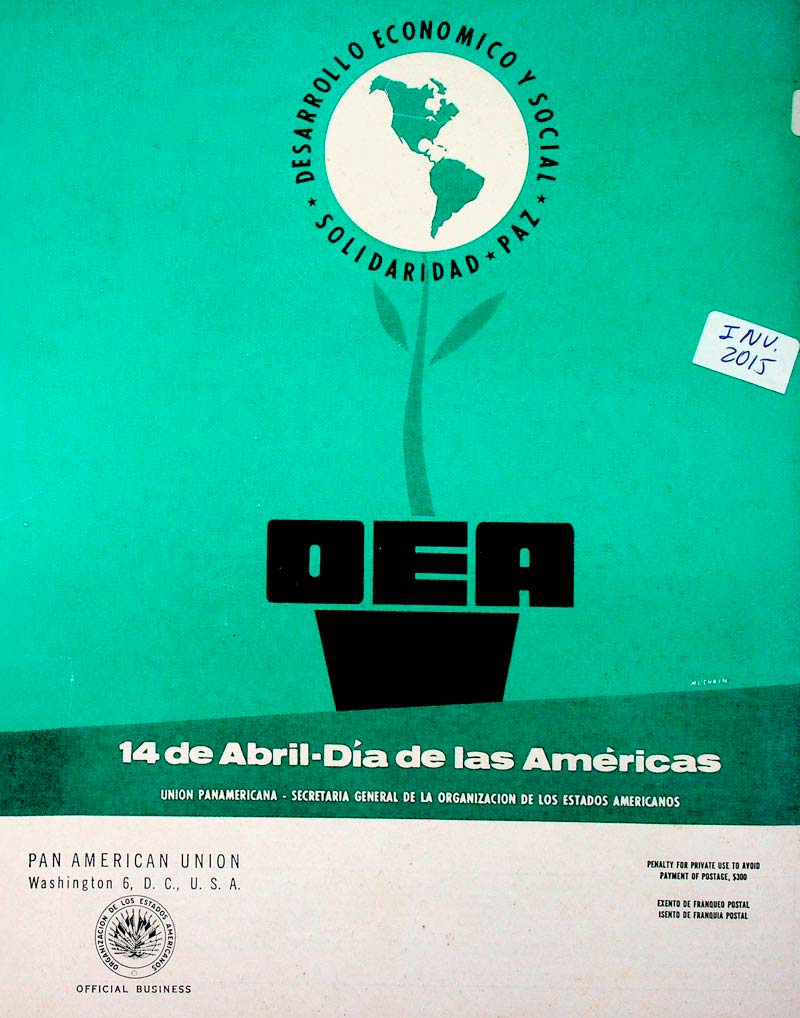 DESARROLLO ECONOMICO Y SOCIAL ★ PAZ ★ SOLIDARIDAD ★
INV.
2015
OEA
MUSHKIN
14 de Abril-Día de las Américas
UNION PANAMERICANA - SECRETARIA GENERAL DE LA ORGANIZACION DE LOS ESTADOS AMERICANOS
PAN AMERICAN UNION
Washington 6, D. C., U. S. A.
ORGANIZACIÓN DE LOS ESTADOS AMERICANOS
OFFICIAL BUSINESS
PENALTY FOR PRIVATE USE TO AVOID
PAYMENT OF POSTAGE, $300
EXENTO DE FRANQUEO POSTAL
ISENTO DE FRANQUIA POSTAL